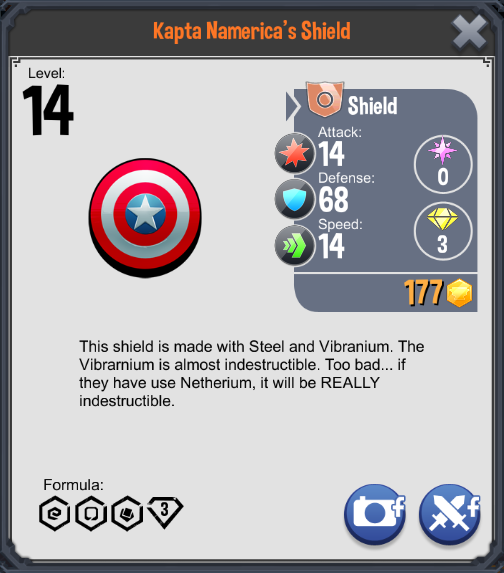 Kapta Namerica's Shield
Level:
14
Shield
Attack:
14
0
Defense:
68
3
Speed:
14
177
This shield is made with Steel and Vibranium. The
Vibrarnium is almost indestructible. Too bad... if
they have use Netherium, it will be REALLY
indestructible.
Formula:
3
f
f